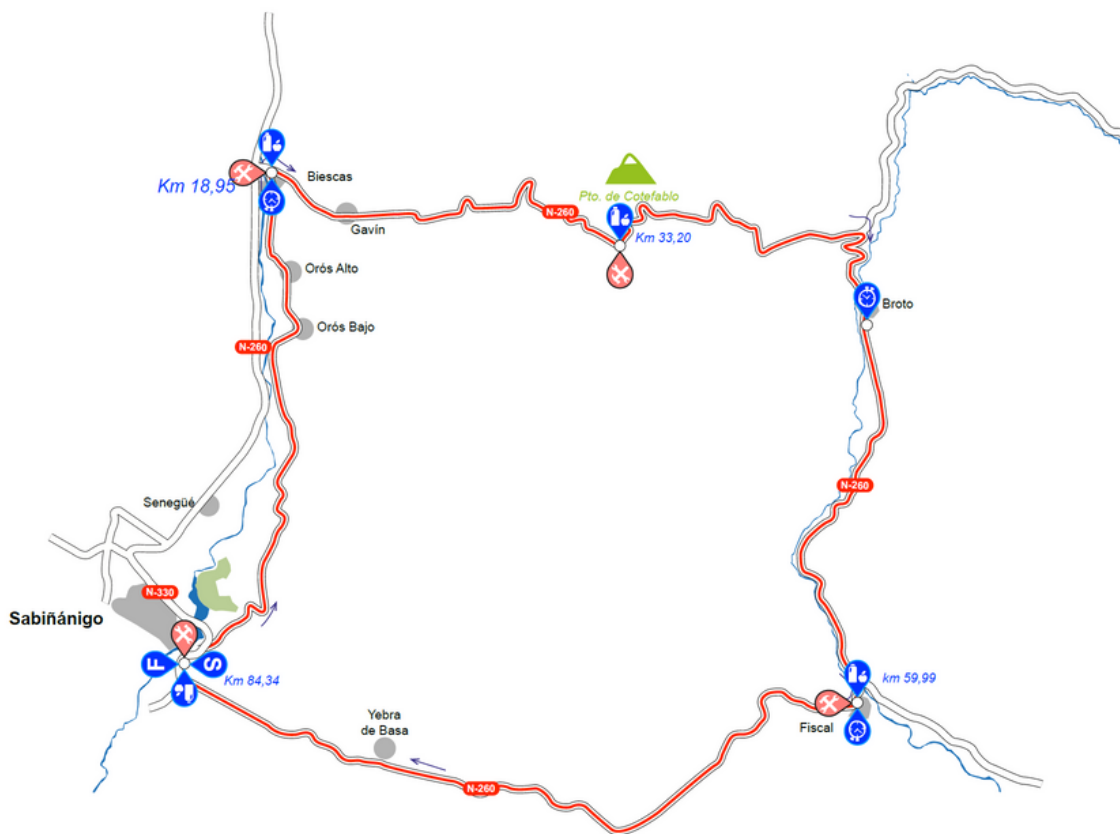 Biescas
Km 18,95
Pto. de Cotefablo
N-260
Gavín
Km 33,20
Orós Alto
Broto
Orós Bajo
N-260
N-260
Senegüé
N-330
Sabiñánigo
F
S
Km 84,34
km 59,99
Yebra
de Basa
Fiscal
N-260